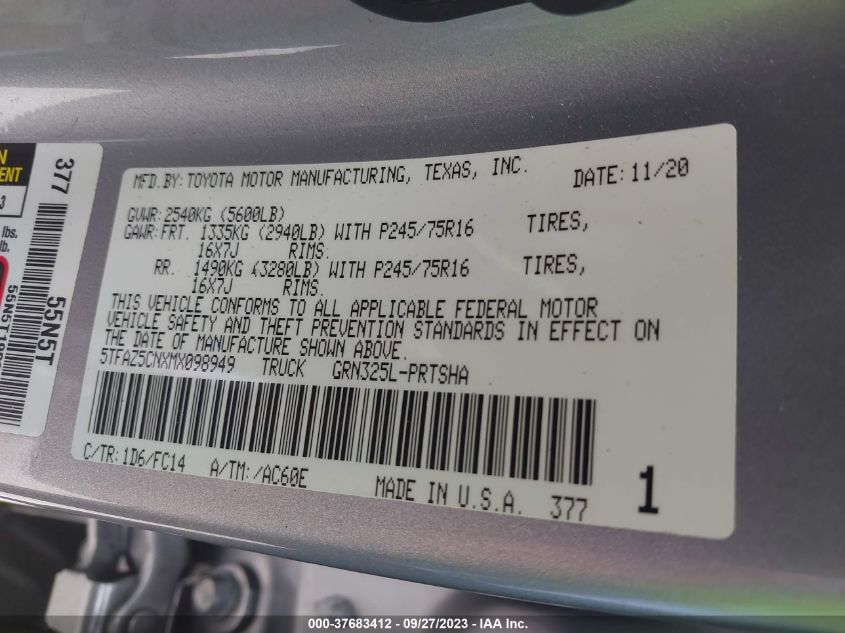 N
ENT
3
lbs.
lb.
377
55N5T
MFD.BY:TOYOTA MOTOR MANUFACTURING, TEXAS, INC. DATE:11/20
GVWR:2540KG (5600LB)
GAWR:FRT. 1335KG (2940LB) WITH P245/75R16 TIRES,
16X7J RIMS.
RR. 1490KG (3280LB) WITH P245/75R16 TIRES,
16X7J RIMS.
THIS VEHICLE CONFORMS TO ALL APPLICABLE FEDERAL MOTOR
VEHICLE SAFETY AND THEFT PREVENTION STANDARDS IN EFFECT ON
THE DATE OF MANUFACTURE SHOWN ABOVE.
5TFAZ5CNXMX098949 TRUCK GRN325L-PRTSHA
C/TR:1D6/FC14 A/TM:/AC60E MADE IN U.S.A. 377 1
000-37683412 - 09/27/2023 - IAA Inc.